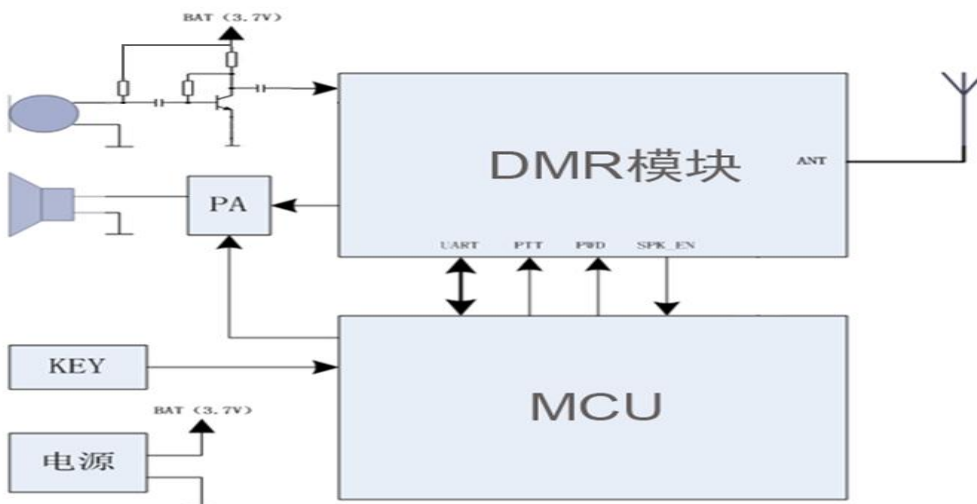 BAT (3.7V)
DMR模块
ANT
PA
UART PTT PWD SPK_EN
KEY
MCU
BAT (3.7V)
电源